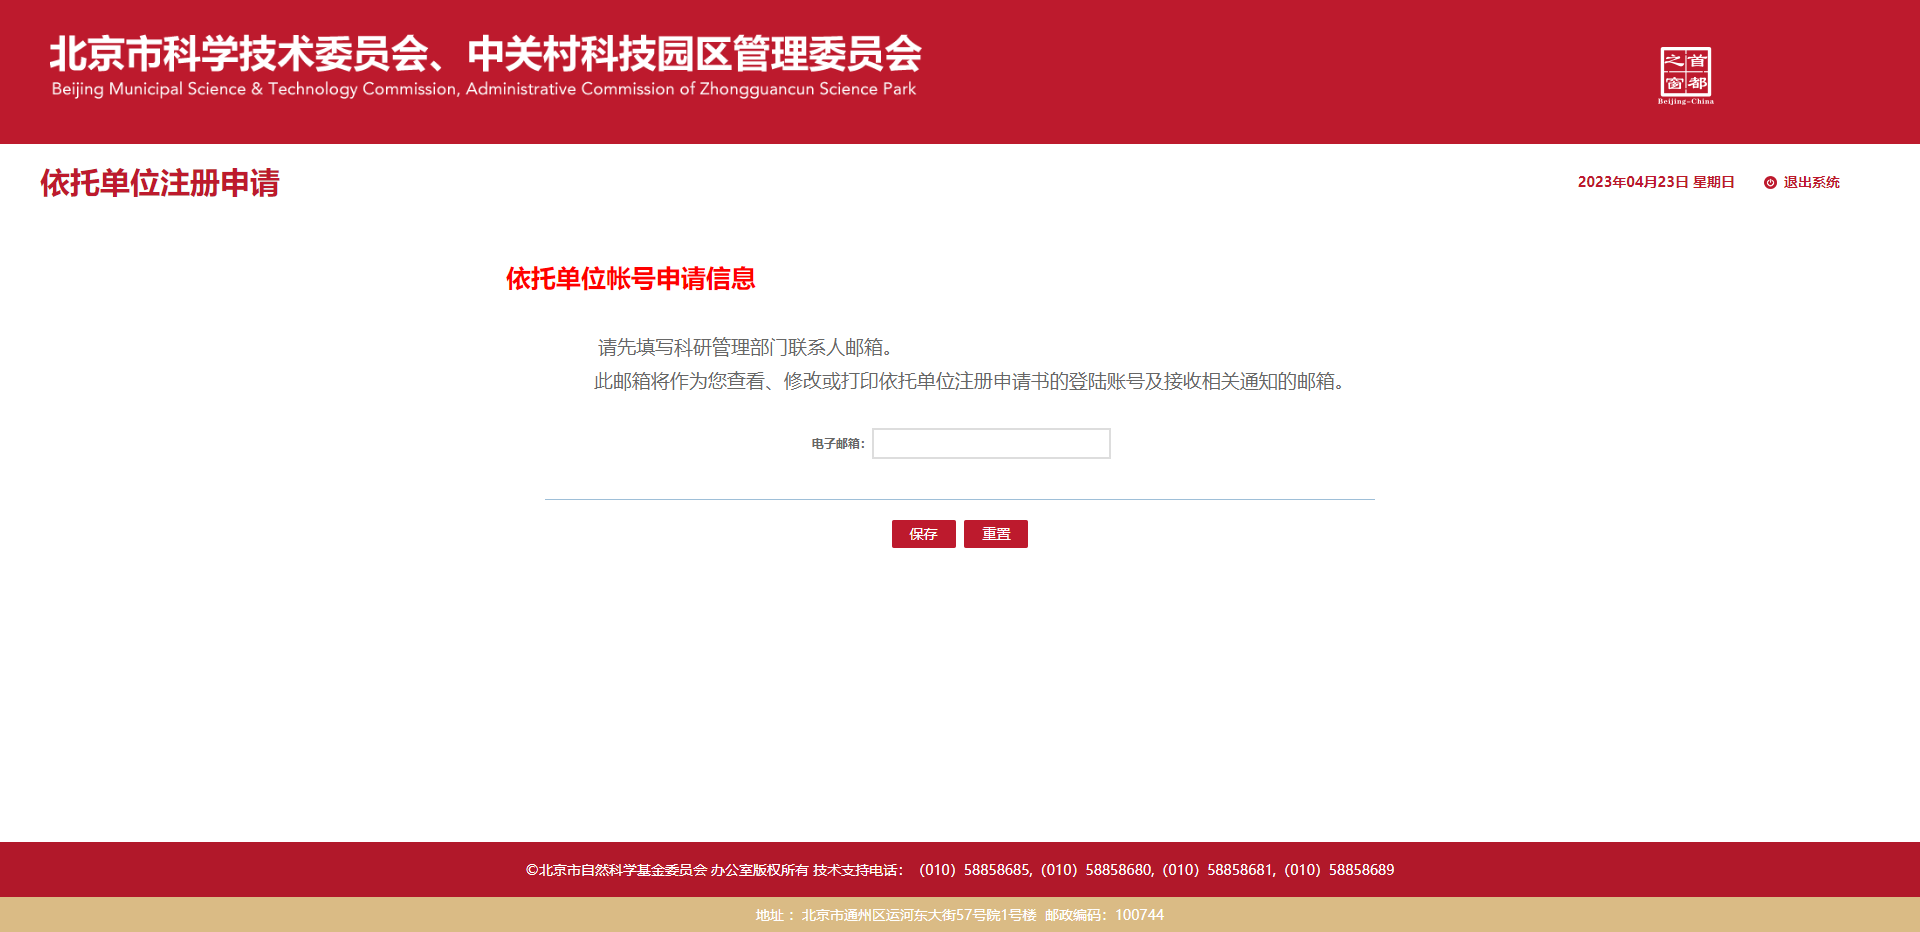 北京市科学技术委员会、中关村科技园区管理委员会
Beijing Municipal Science & Technology Commission, Administrative Commission of Zhongguancun Science Park
首都之窗
Beijing-China
依托单位注册申请
2023年04月23日 星期日 退出系统
依托单位帐号申请信息
请先填写科研管理部门联系人邮箱。
此邮箱将作为您查看、修改或打印依托单位注册申请书的登陆账号及接收相关通知的邮箱。
电子邮箱：
保存 重置
©北京市自然科学基金委员会 办公室版权所有 技术支持电话：（010）58858685,（010）58858680,（010）58858681,（010）58858689
地址 ：北京市通州区运河东大街57号院1号楼 邮政编码：100744